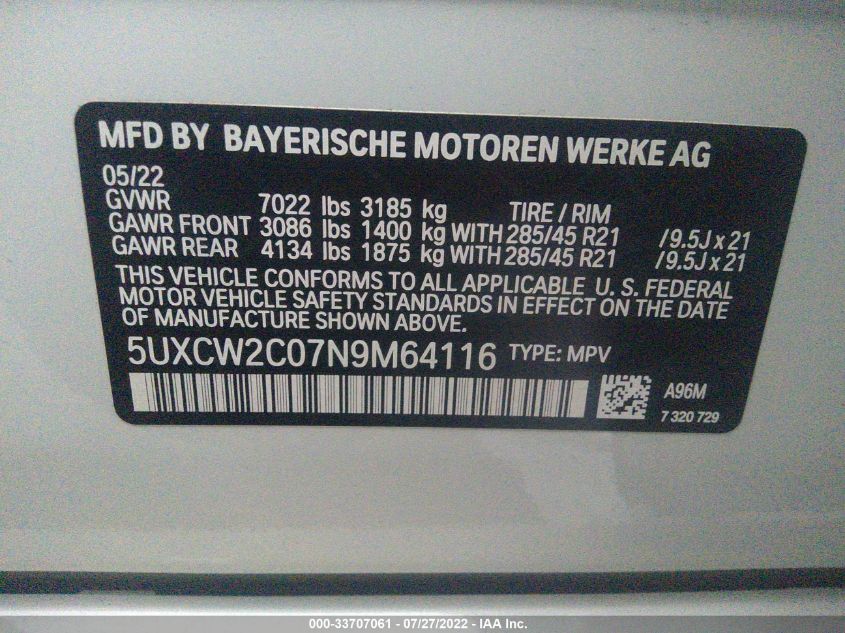 MFD BY BAYERISCHE MOTOREN WERKE AG
05/22
GVWR 7022 lbs 3185 kg TIRE / RIM
GAWR FRONT 3086 lbs 1400 kg WITH 285/45 R21 /9.5J x 21
GAWR REAR 4134 lbs 1875 kg WITH 285/45 R21 /9.5J x 21
THIS VEHICLE CONFORMS TO ALL APPLICABLE U. S. FEDERAL
MOTOR VEHICLE SAFETY STANDARDS IN EFFECT ON THE DATE
OF MANUFACTURE SHOWN ABOVE.
5UXCW2C07N9M64116 TYPE: MPV
A96M
7 320 729
000-33707061 - 07/27/2022 - IAA Inc.